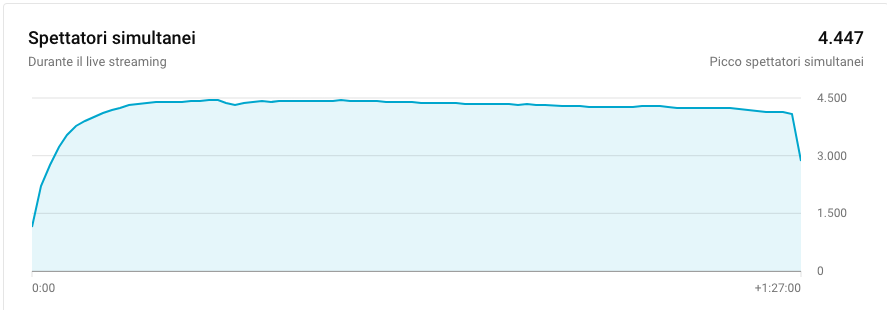 Spettatori simultanei
4.447
Durante il live streaming
Picco spettatori simultanei
4.500
3.000
1.500
0
0:00
+1:27:00